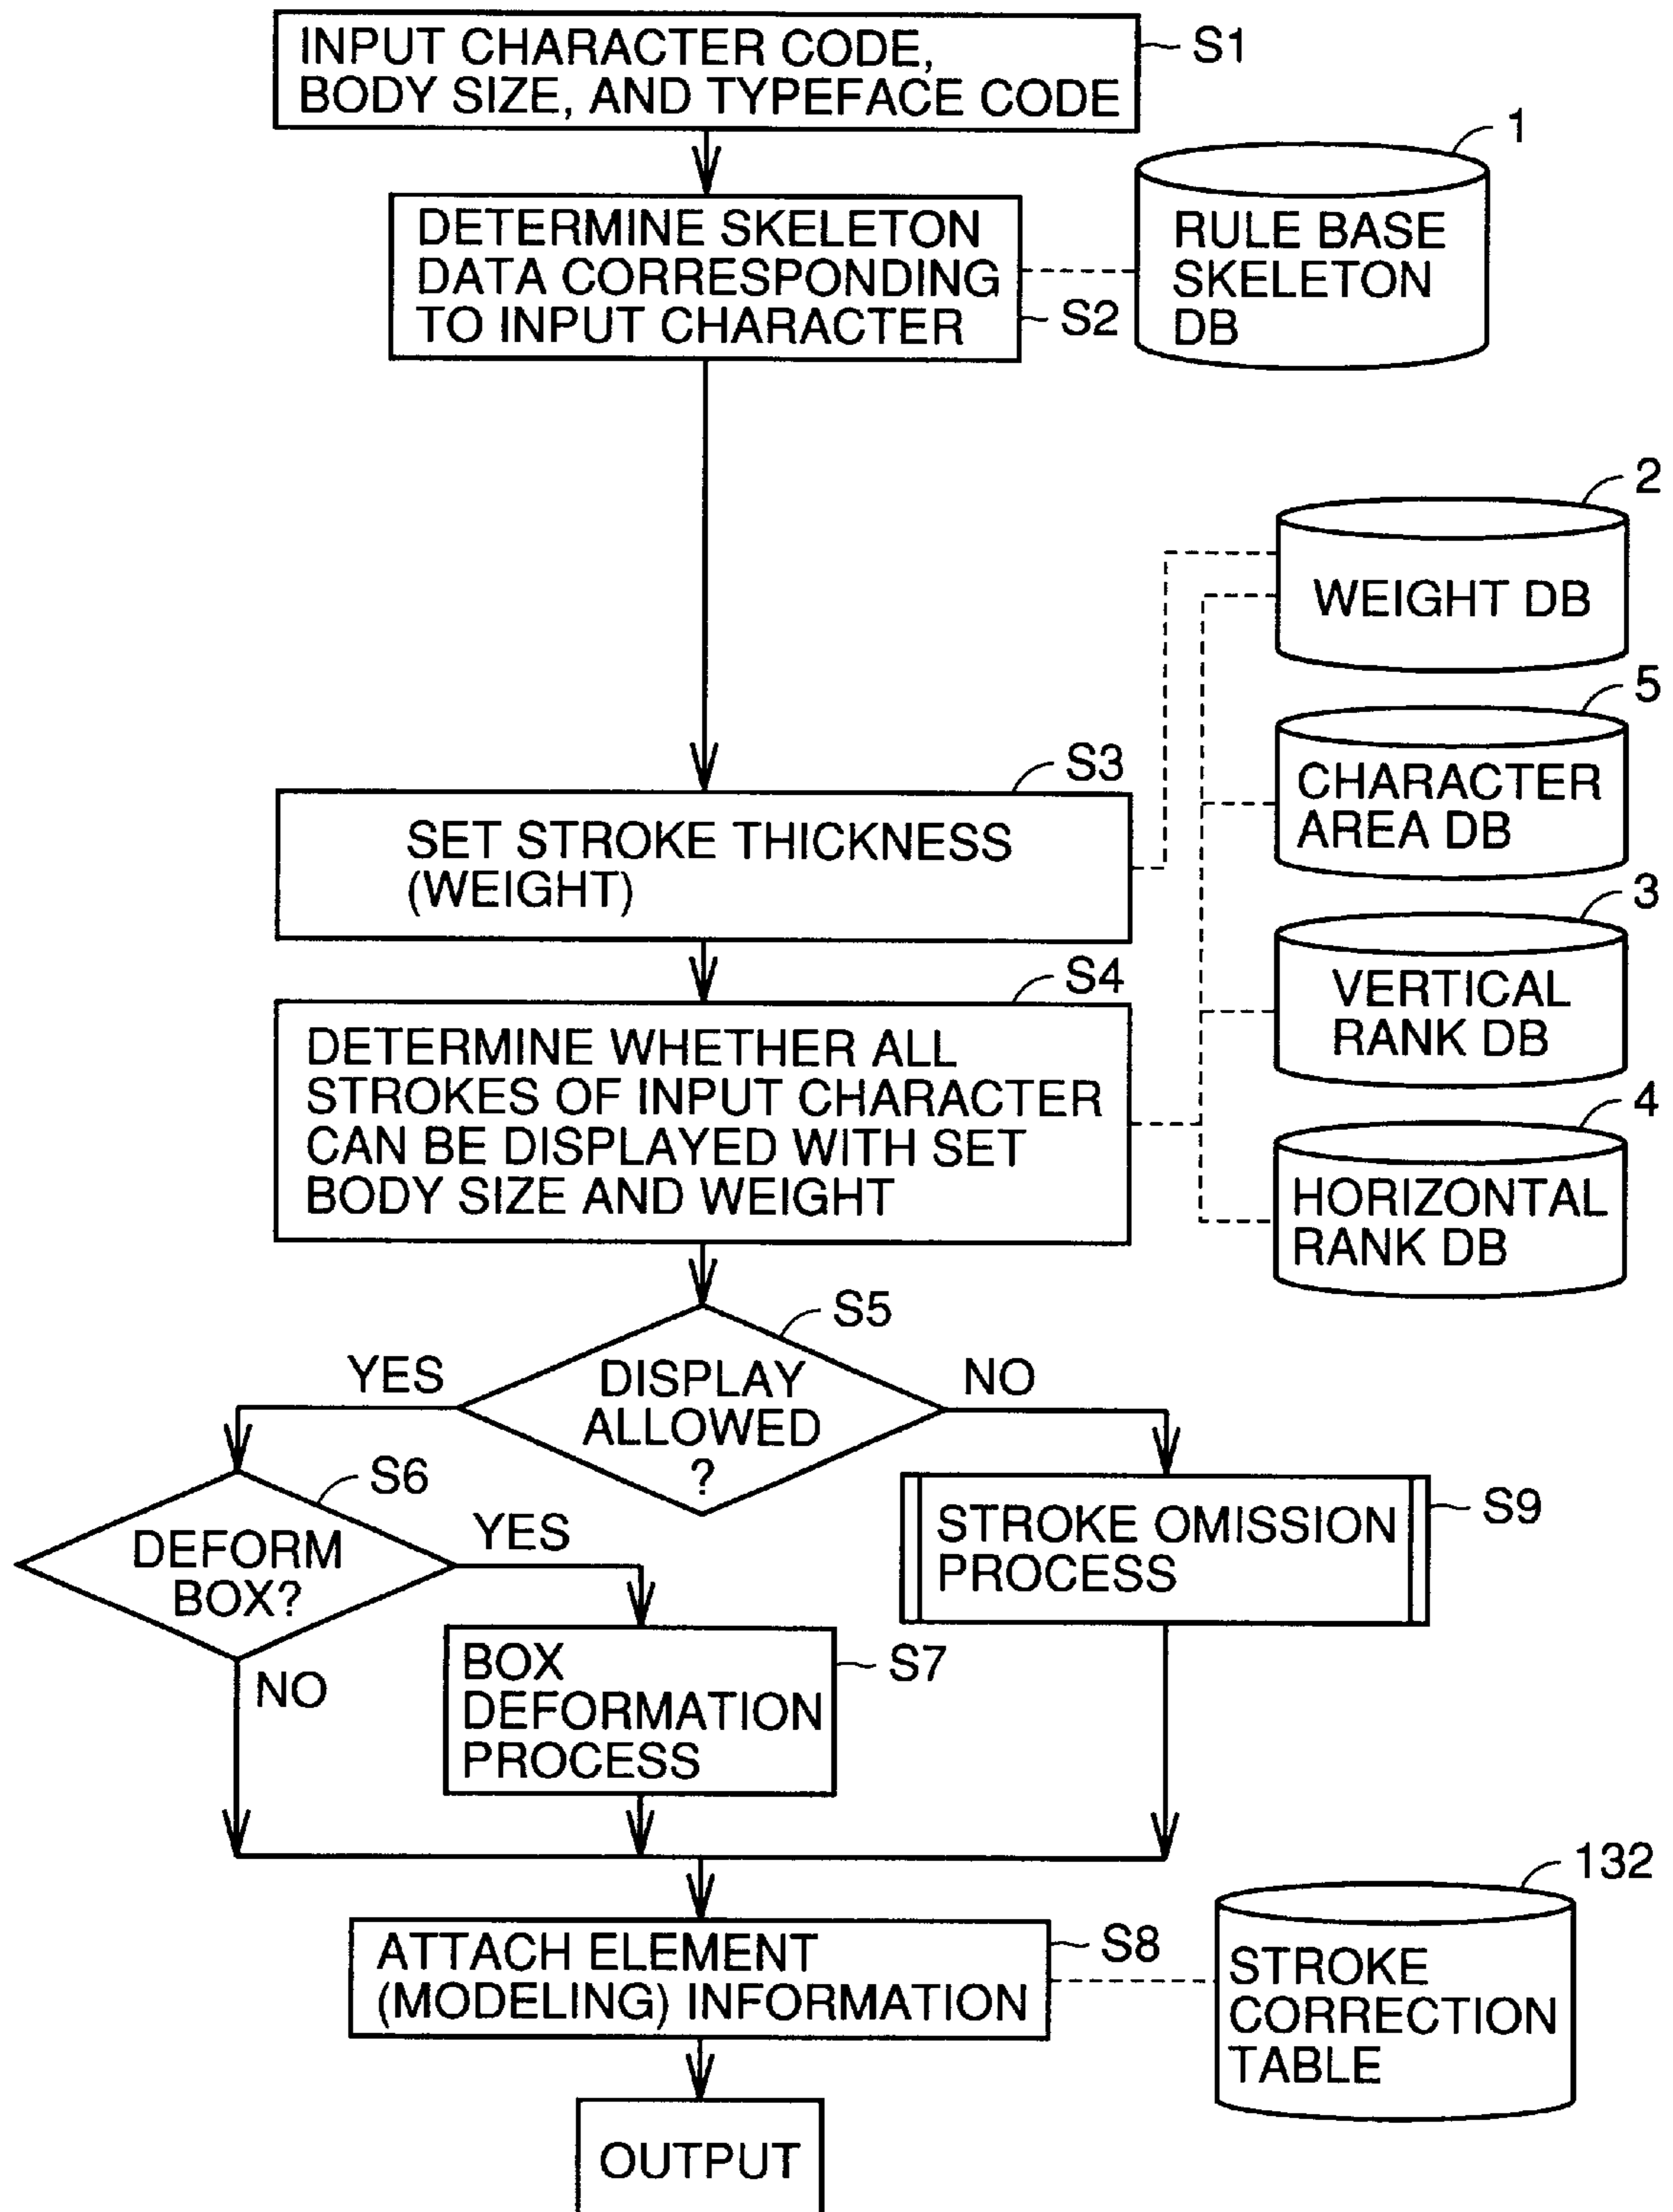 INPUT CHARACTER CODE,
BODY SIZE, AND TYPEFACE CODE
S1
DETERMINE SKELETON
DATA CORRESPONDING
TO INPUT CHARACTER
S2
1
RULE BASE
SKELETON
DB
2
WEIGHT DB
5
CHARACTER
AREA DB
3
VERTICAL
RANK DB
4
HORIZONTAL
RANK DB
S3
SET STROKE THICKNESS
(WEIGHT)
S4
DETERMINE WHETHER ALL
STROKES OF INPUT CHARACTER
CAN BE DISPLAYED WITH SET
BODY SIZE AND WEIGHT
S5
DISPLAY
ALLOWED
?
YES
NO
S6
DEFORM
BOX?
YES
NO
BOX
DEFORMATION
PROCESS
S7
STROKE OMISSION
PROCESS
S9
ATTACH ELEMENT
(MODELING) INFORMATION
S8
132
STROKE
CORRECTION
TABLE
OUTPUT